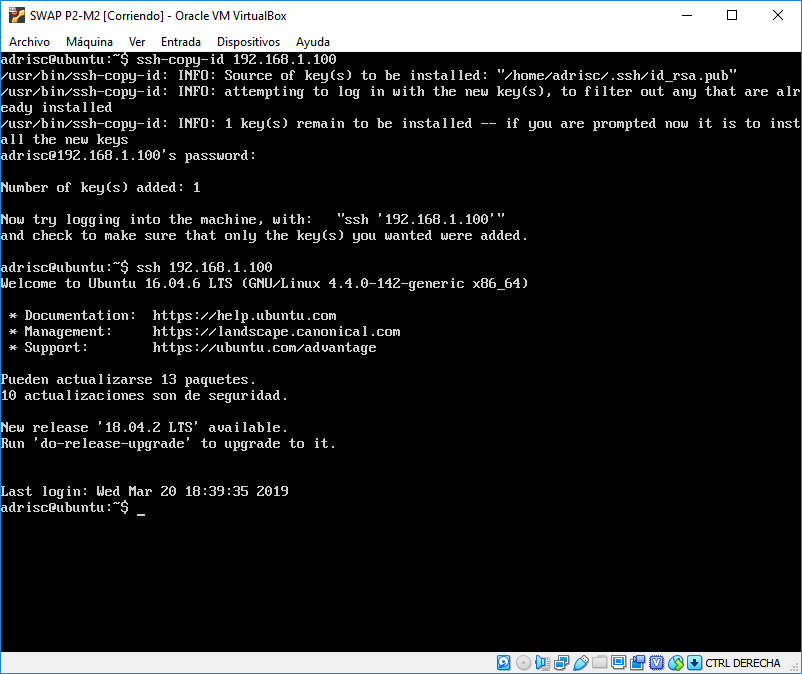 SWAP P2-M2 [Corriendo] - Oracle VM VirtualBox
Archivo Máquina Ver Entrada Dispositivos Ayuda
adrisc@ubuntu:~$ ssh-copy-id 192.168.1.100
/usr/bin/ssh-copy-id: INFO: Source of key(s) to be installed: "/home/adrisc/.ssh/id_rsa.pub"
/usr/bin/ssh-copy-id: INFO: attempting to log in with the new key(s), to filter out any that are alr
eady installed
/usr/bin/ssh-copy-id: INFO: 1 key(s) remain to be installed -- if you are prompted now it is to inst
all the new keys
adrisc@192.168.1.100's password:
Number of key(s) added: 1
Now try logging into the machine, with:   "ssh '192.168.1.100'"
and check to make sure that only the key(s) you wanted were added.
adrisc@ubuntu:~$ ssh 192.168.1.100
Welcome to Ubuntu 16.04.6 LTS (GNU/Linux 4.4.0-142-generic x86_64)
* Documentation:  https://help.ubuntu.com
* Management:     https://landscape.canonical.com
* Support:        https://ubuntu.com/advantage
Pueden actualizarse 13 paquetes.
10 actualizaciones son de seguridad.
New release '18.04.2 LTS' available.
Run 'do-release-upgrade' to upgrade to it.
Last login: Wed Mar 20 18:39:35 2019
adrisc@ubuntu:~$ _
CTRL DERECHA